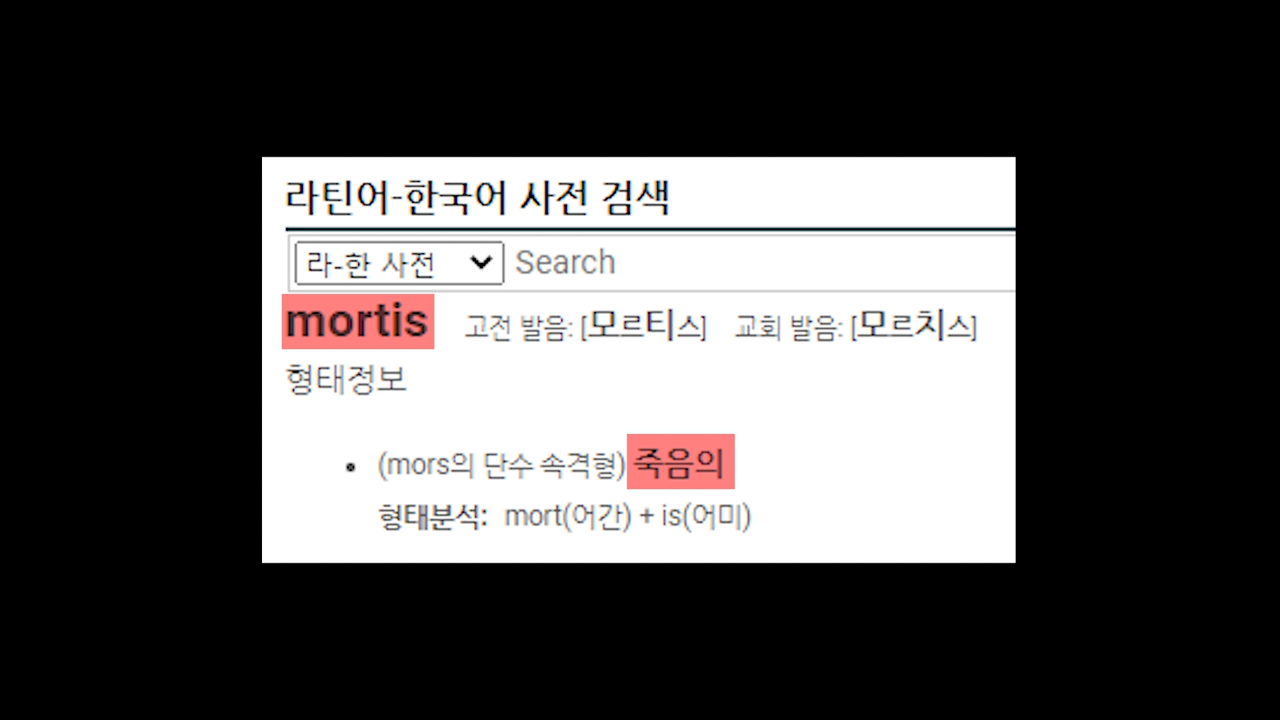 라틴어-한국어 사전 검색
라-한 사전 Search
mortis 고전 발음: [모르티스] 교회 발음: [모르치스]
형태정보
• (mors의 단수 속격형) 죽음의
형태분석: mort(어간) + is(어미)